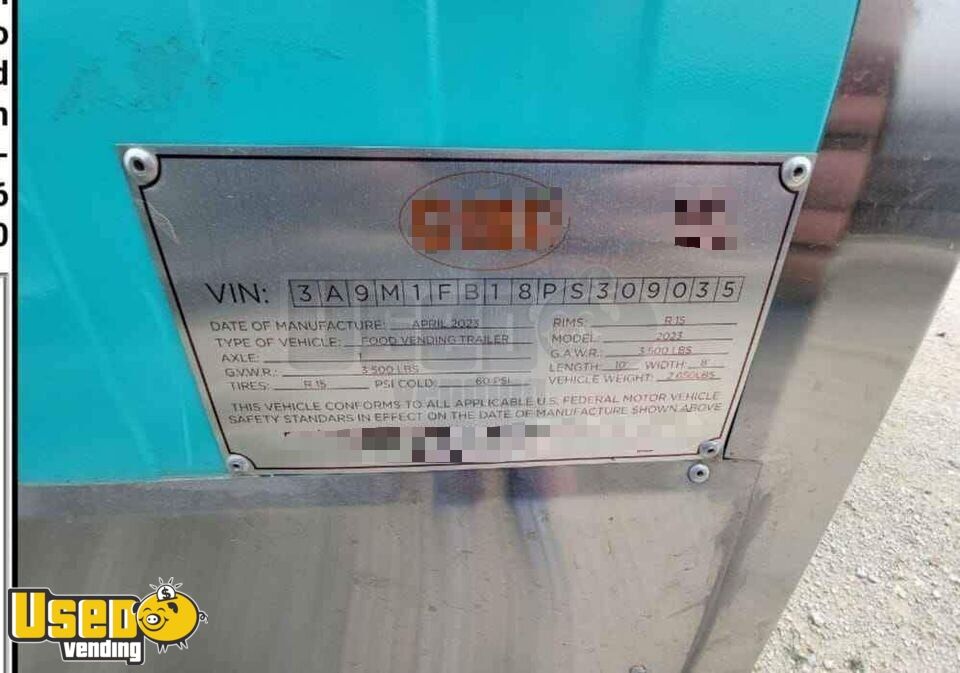 VIN: 3A9M1FB18PS309035
DATE OF MANUFACTURE: APRIL 2023 RIMS: R 15
TYPE OF VEHICLE: FOOD VENDING TRAILER MODEL: 2023
AXLE: 1 G.A.W.R.: 3 500 LBS
G.V.W.R.: 3 500 LBS LENGTH: 10' WIDTH: 8'
TIRES: R 15 PSI COLD: 60 PSI VEHICLE WEIGHT: 2 050LBS
THIS VEHICLE CONFORMS TO ALL APPLICABLE U.S. FEDERAL MOTOR VEHICLE
SAFETY STANDARS IN EFFECT ON THE DATE OF MANUFACTURE SHOWN ABOVE
USED
vending